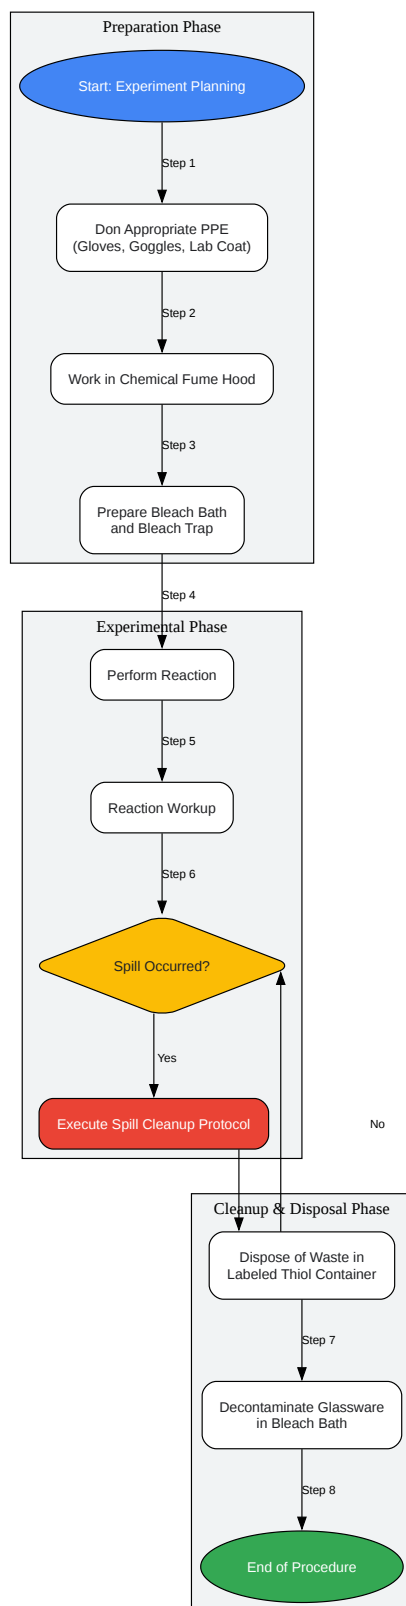 Preparation Phase
Start: Experiment Planning
Step 1
Don Appropriate PPE
(Gloves, Goggles, Lab Coat)
Step 2
Work in Chemical Fume Hood
Step 3
Prepare Bleach Bath
and Bleach Trap
Step 4
Experimental Phase
Perform Reaction
Step 5
Reaction Workup
Step 6
Spill Occurred?
Yes
Execute Spill Cleanup Protocol
No
Cleanup & Disposal Phase
Dispose of Waste in
Labeled Thiol Container
Step 7
Decontaminate Glassware
in Bleach Bath
Step 8
End of Procedure